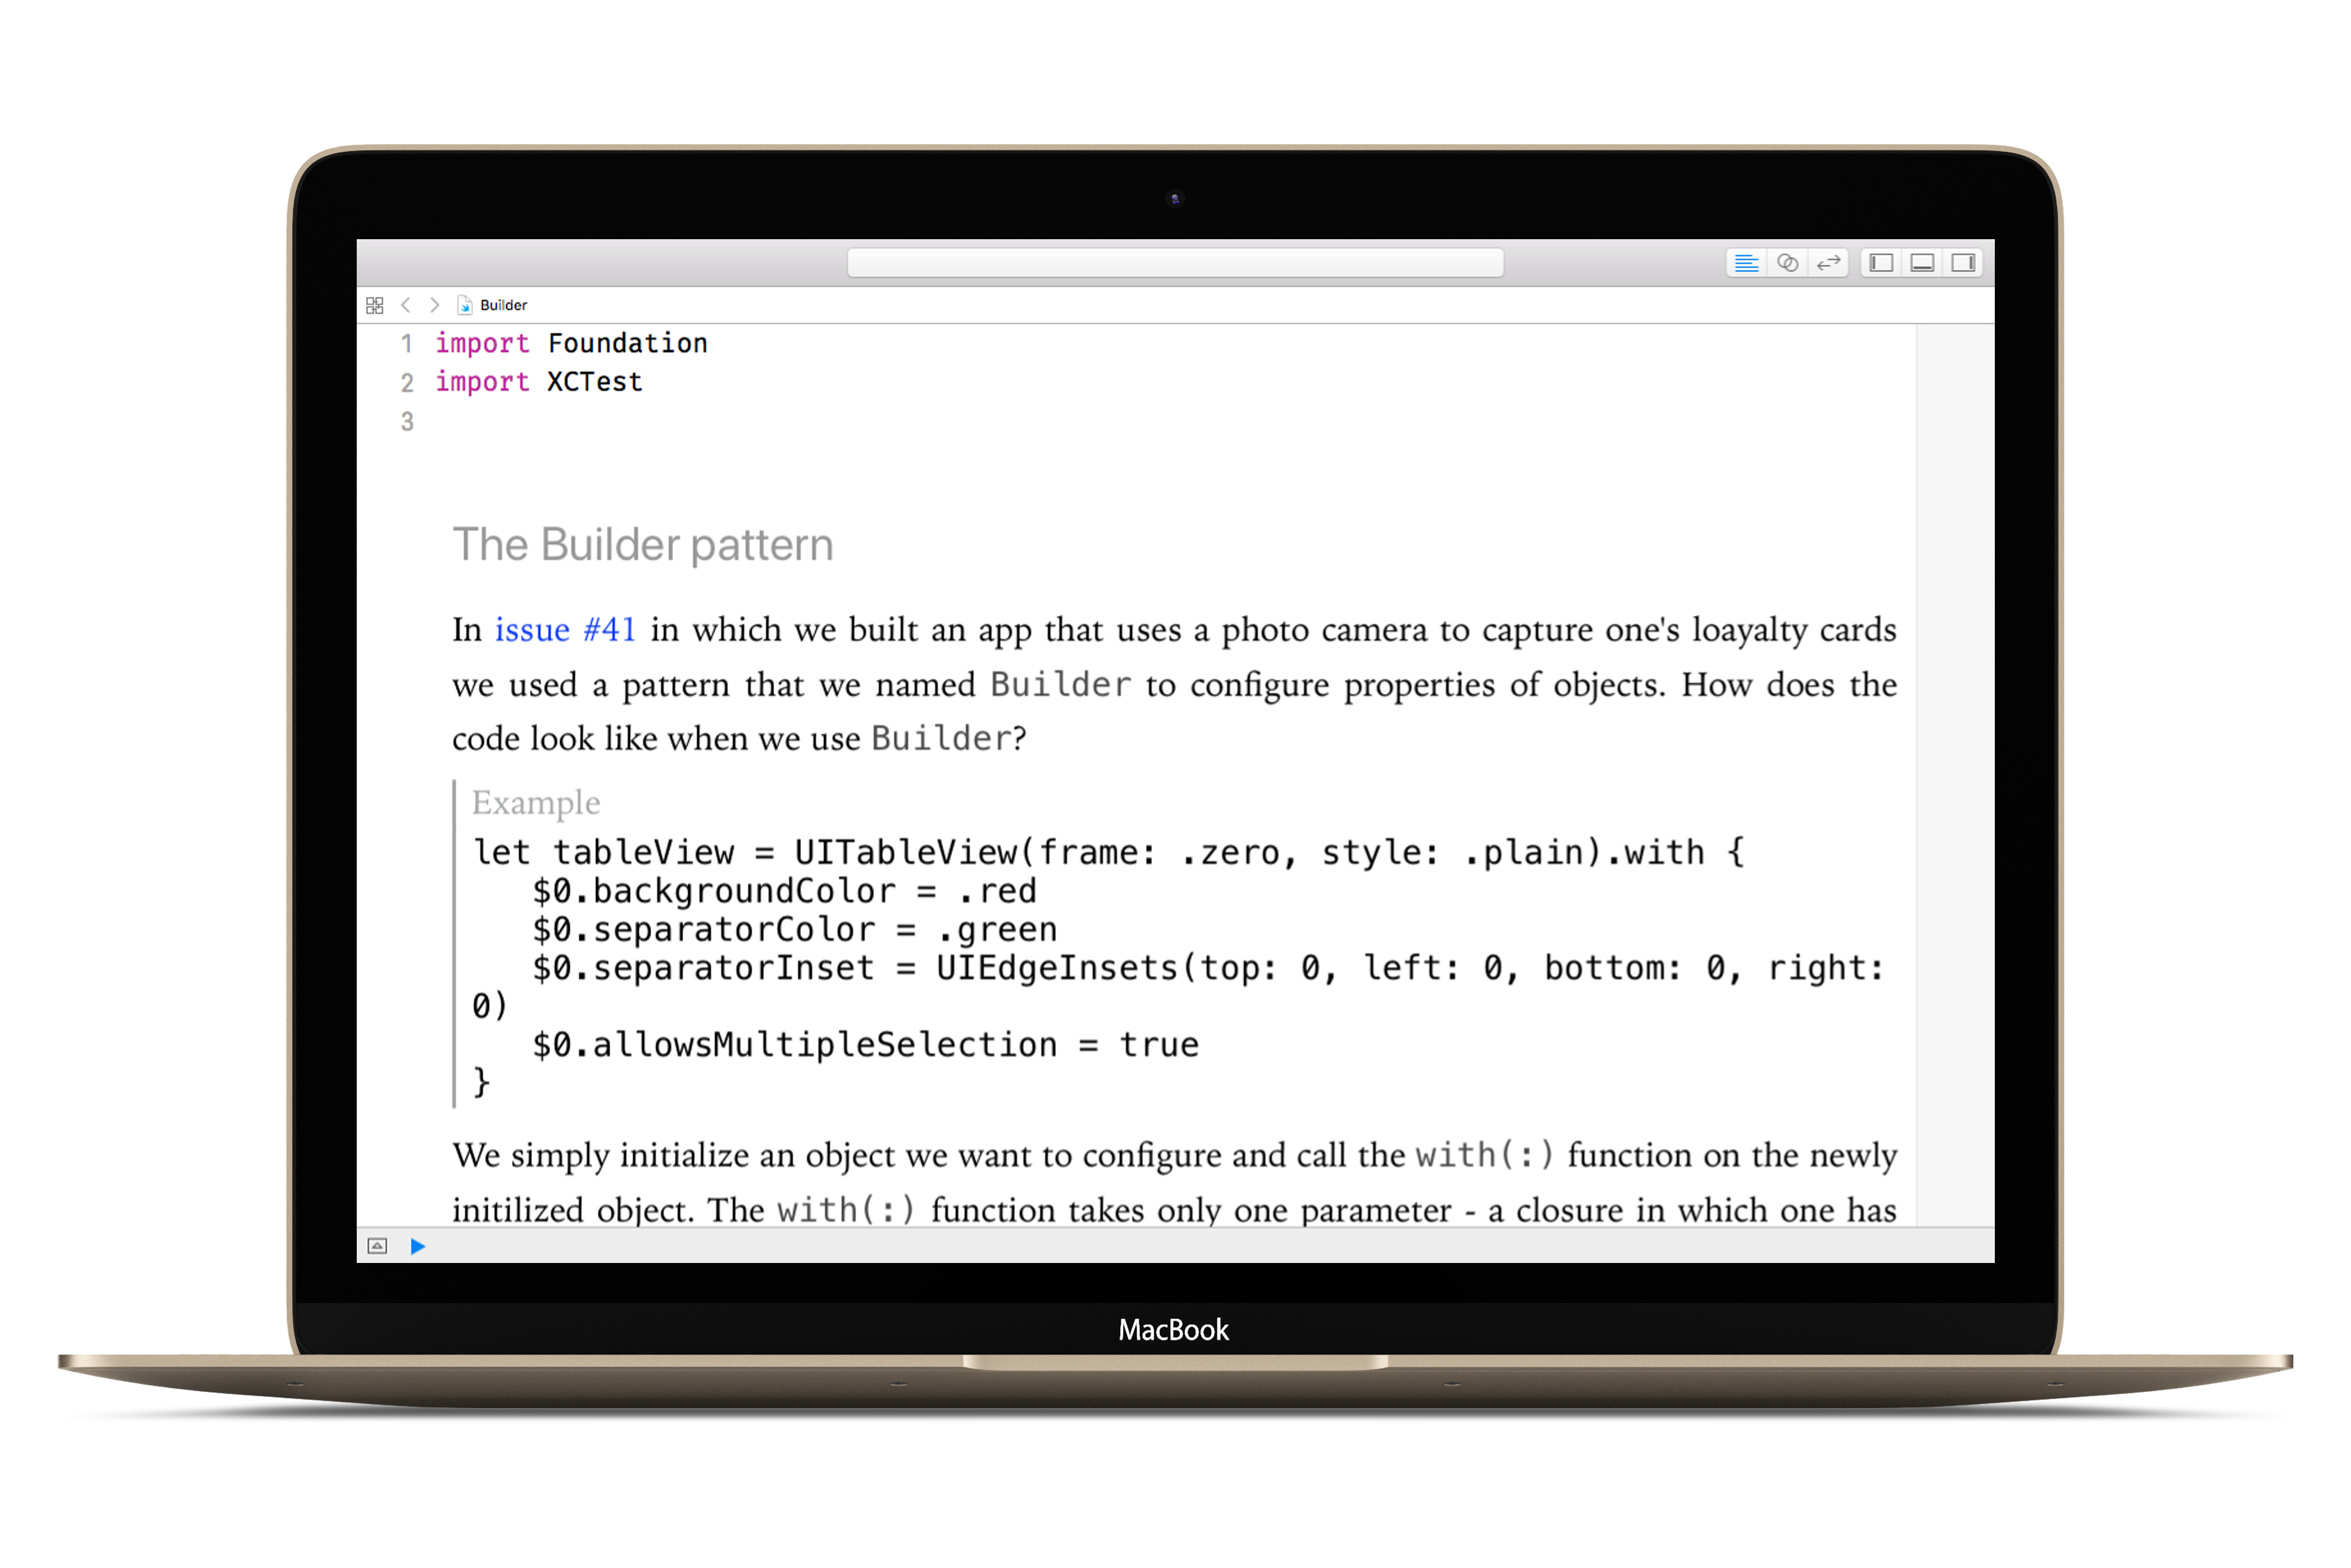 Builder
1 import Foundation
2 import XCTest
3
The Builder pattern
In issue #41 in which we built an app that uses a photo camera to capture one's loayalty cards
we used a pattern that we named Builder to configure properties of objects. How does the
code look like when we use Builder?
Example
let tableView = UITableView(frame: .zero, style: .plain).with {
   $0.backgroundColor = .red
   $0.separatorColor = .green
   $0.separatorInset = UIEdgeInsets(top: 0, left: 0, bottom: 0, right:
0)
   $0.allowsMultipleSelection = true
}
We simply initialize an object we want to configure and call the with(:) function on the newly
initilized object. The with(:) function takes only one parameter - a closure in which one has
MacBook